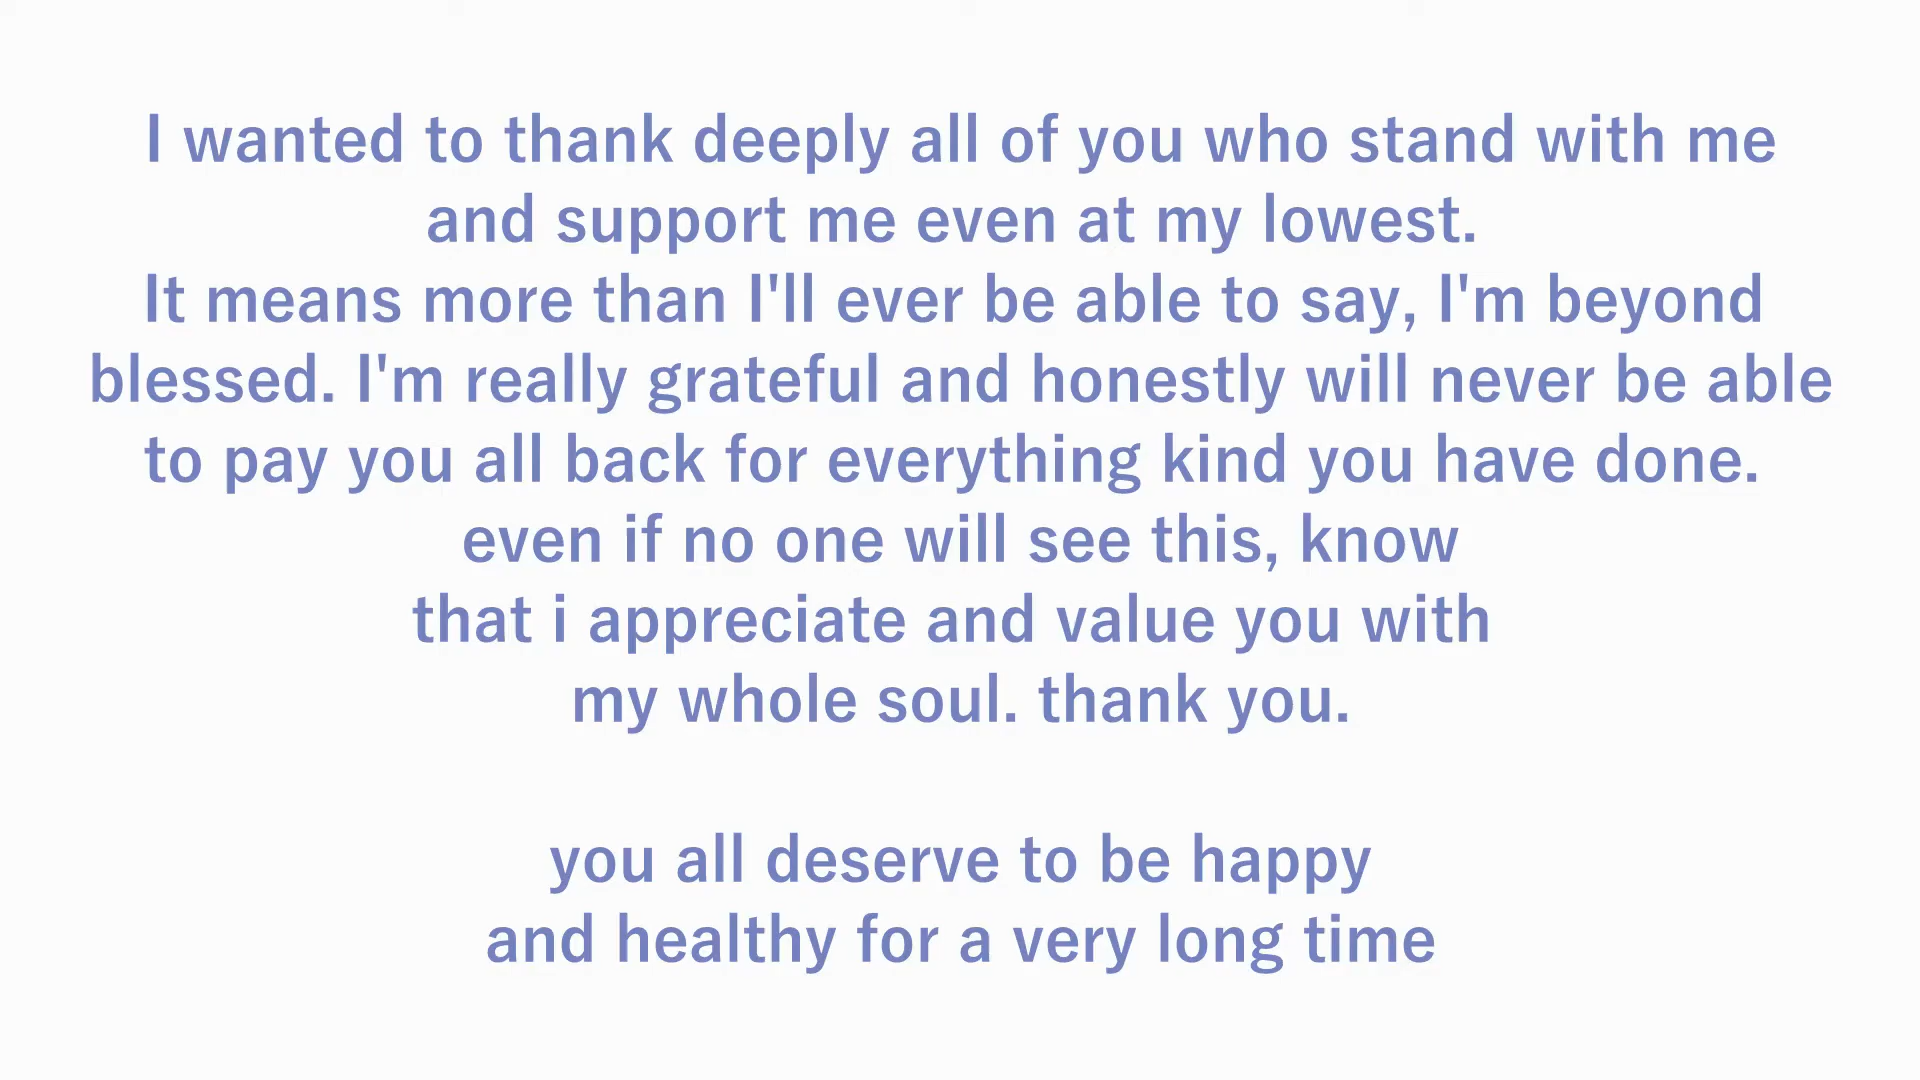 I wanted to thank deeply all of you who stand with me
and support me even at my lowest.
It means more than I'll ever be able to say, I'm beyond
blessed. I'm really grateful and honestly will never be able
to pay you all back for everything kind you have done.
even if no one will see this, know
that i appreciate and value you with
my whole soul. thank you.
you all deserve to be happy
and healthy for a very long time